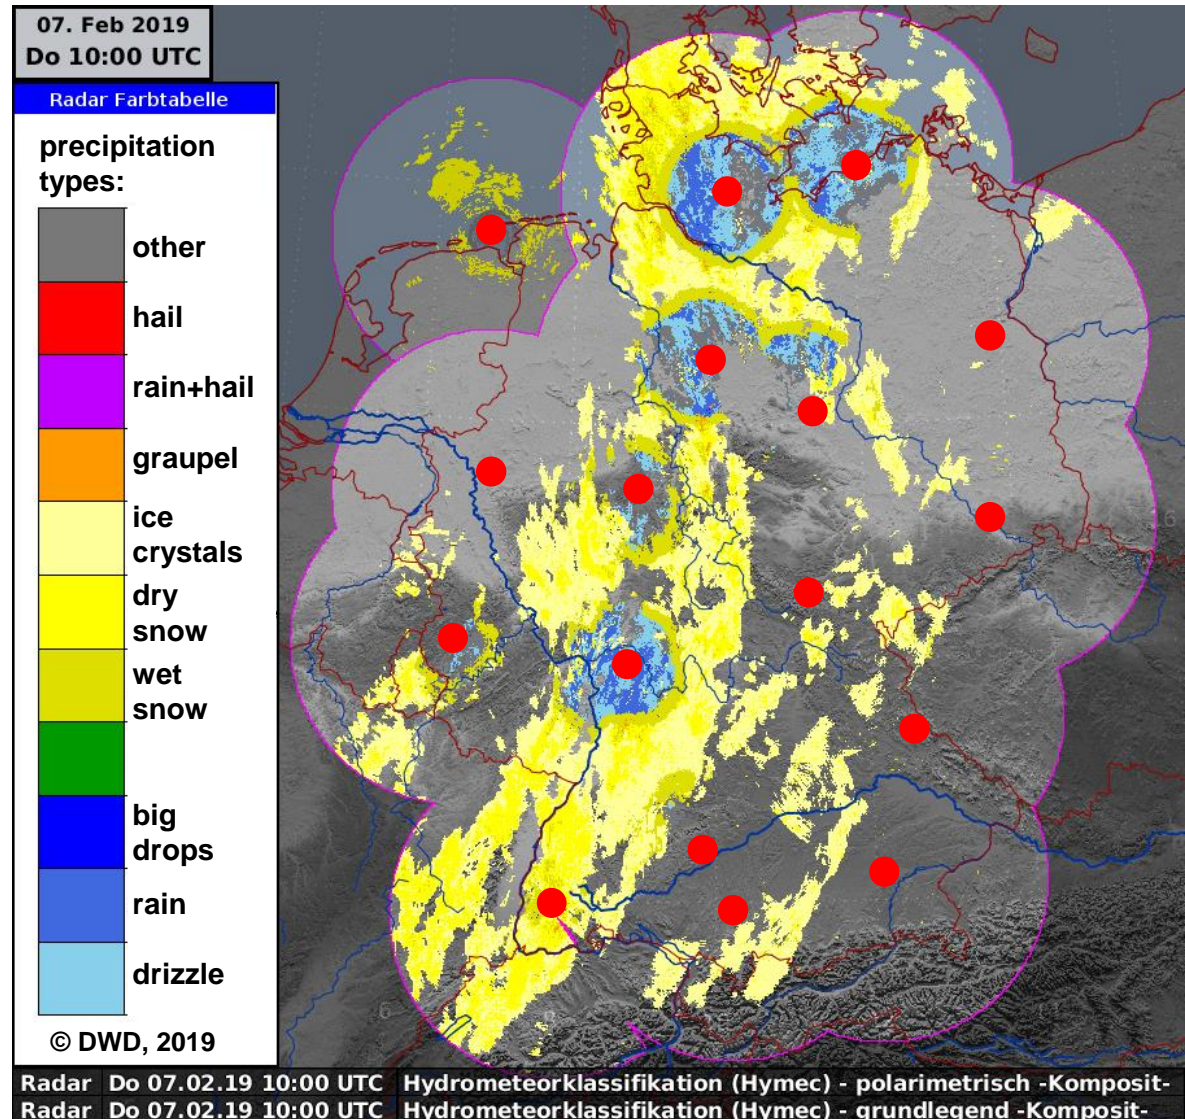 07. Feb 2019
Do 10:00 UTC
Radar Farbtabelle
precipitation
types:
other
hail
rain+hail
graupel
ice
crystals
dry
snow
wet
snow
big
drops
rain
drizzle
© DWD, 2019
Radar Do 07.02.19 10:00 UTC Hydrometeorklassifikation (Hymec) - polarimetrisch -Komposit-
Radar Do 07.02.19 10:00 UTC Hydrometeorklassifikation (Hymec) - grundlegend -Komposit-